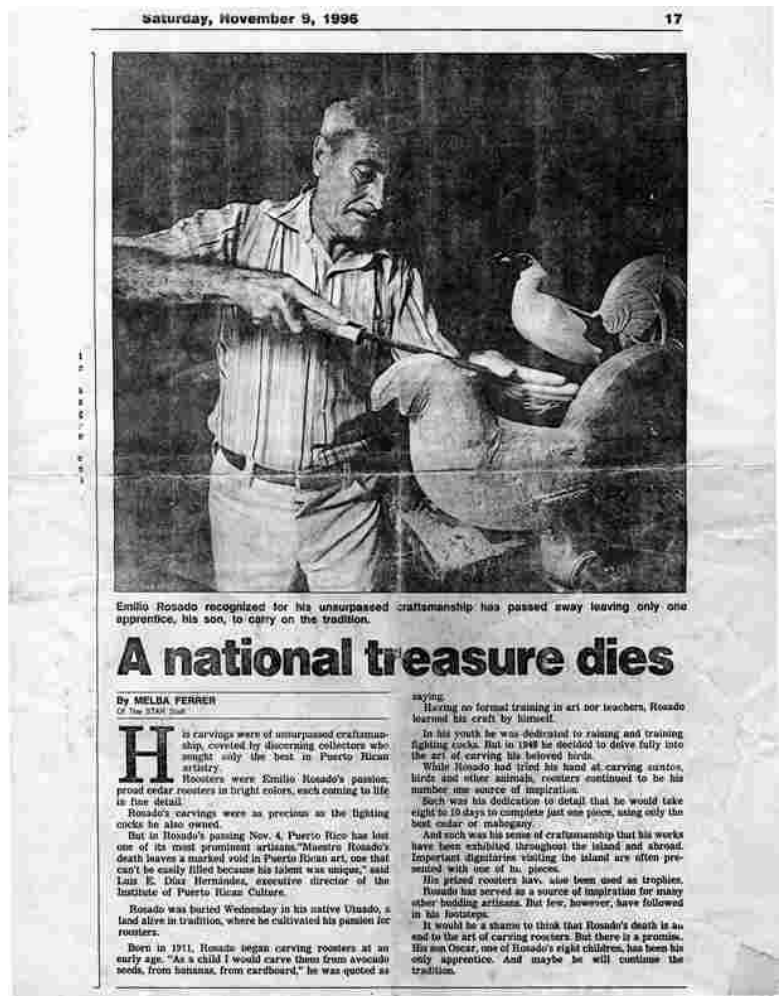 Saturday, November 9, 1996
17
Emilio Rosado recognized for his unsurpassed craftsmanship has passed away leaving only one
apprentice, his son, to carry on the tradition.
A national treasure dies
By MELBA FERRER
Of The STAR Staff
His carvings were of unsurpassed craftsman-
ship, coveted by discerning collectors who
sought only the best in Puerto Rican
artistry.
Roosters were Emilio Rosado's passion;
proud cedar roosters in bright colors, each coming to life
in fine detail.
Rosado's carvings were as precious as the fighting
cocks he also owned.
But in Rosado's passing Nov. 4, Puerto Rico has lost
one of its most prominent artisans. "Maestro Rosado's
death leaves a marked void in Puerto Rican art, one that
can't be easily filled because his talent was unique," said
Luis E. Díaz Hernández, executive director of the
Institute of Puerto Rican Culture.
Rosado was buried Wednesday in his native Utuado, a
land alive in tradition, where he cultivated his passion for
roosters.
Born in 1911, Rosado began carving roosters at an
early age. "As a child I would carve them from avocado
seeds, from bananas, from cardboard," he was quoted as
saying.
Having no formal training in art nor teachers, Rosado
learned his craft by himself.
In his youth he was dedicated to raising and training
fighting cocks. But in he decided to delve fully into
the art of carving his beloved birds.
While Rosado had tried his hand at carving santos,
birds and other animals, roosters continued to be his
number one source of inspiration.
Such was his dedication to detail that he would take
eight to 10 days to complete just one piece, using only the
best cedar or mahogany.
And such was his sense of craftsmanship that his works
have been exhibited throughout the island and abroad.
Important dignitaries visiting the island are often pre-
sented with one of pieces.
His prized roosters hav. also been used as trophies.
Rosado has served as a source of inspiration for many
other budding artisans. But few, however, have followed
in his footsteps.
It would be a shame to think that Rosado's death is an
end to the art of carving roosters. But there is a promise.
His son Oscar, one of Rosado's eight children, has been his
only apprentice. And maybe he will continue the
tradition.